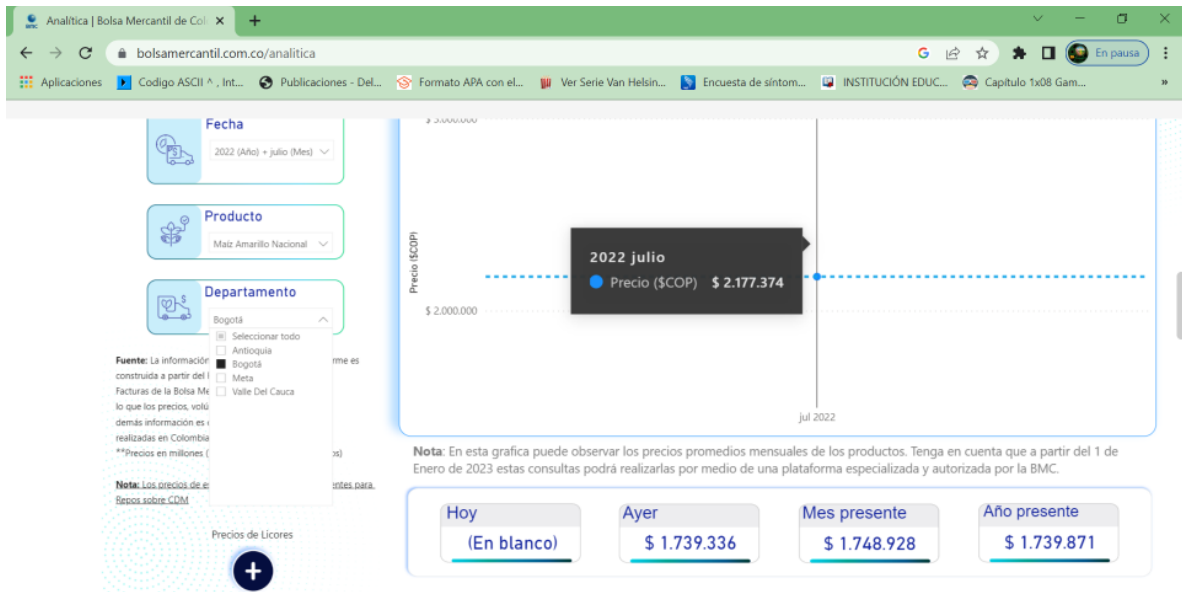 Analítica | Bolsa Mercantil de Col
bolsamercantil.com.co/analitica
En pausa
Aplicaciones
Codigo ASCII ^ , Int...
Publicaciones - Del...
Formato APA con el...
Ver Serie Van Helsin...
Encuesta de síntom...
INSTITUCIÓN EDUC...
Capítulo 1x08 Gam...
»
Fecha
2022 (Año) + julio (Mes)
Producto
Maíz Amarillo Nacional
Departamento
Bogotá
Seleccionar todo
Antioquia
Bogotá
Meta
Valle Del Cauca
Fuente: La información
rme es
construida a partir del
Facturas de la Bolsa Me
lo que los precios, volú
demás información es
realizadas en Colombia
**Precios en millones (
os)
Nota: Los precios de e
entes para
Repos sobre CDM
Precios de Licores
+
$ 3.000.000
Precio ($COP)
2022 julio
Precio ($COP) $ 2.177.374
$ 2.000.000
jul 2022
Nota: En esta grafica puede observar los precios promedios mensuales de los productos. Tenga en cuenta que a partir del 1 de
Enero de 2023 estas consultas podrá realizarlas por medio de una plataforma especializada y autorizada por la BMC.
Hoy
(En blanco)
Ayer
$ 1.739.336
Mes presente
$ 1.748.928
Año presente
$ 1.739.871